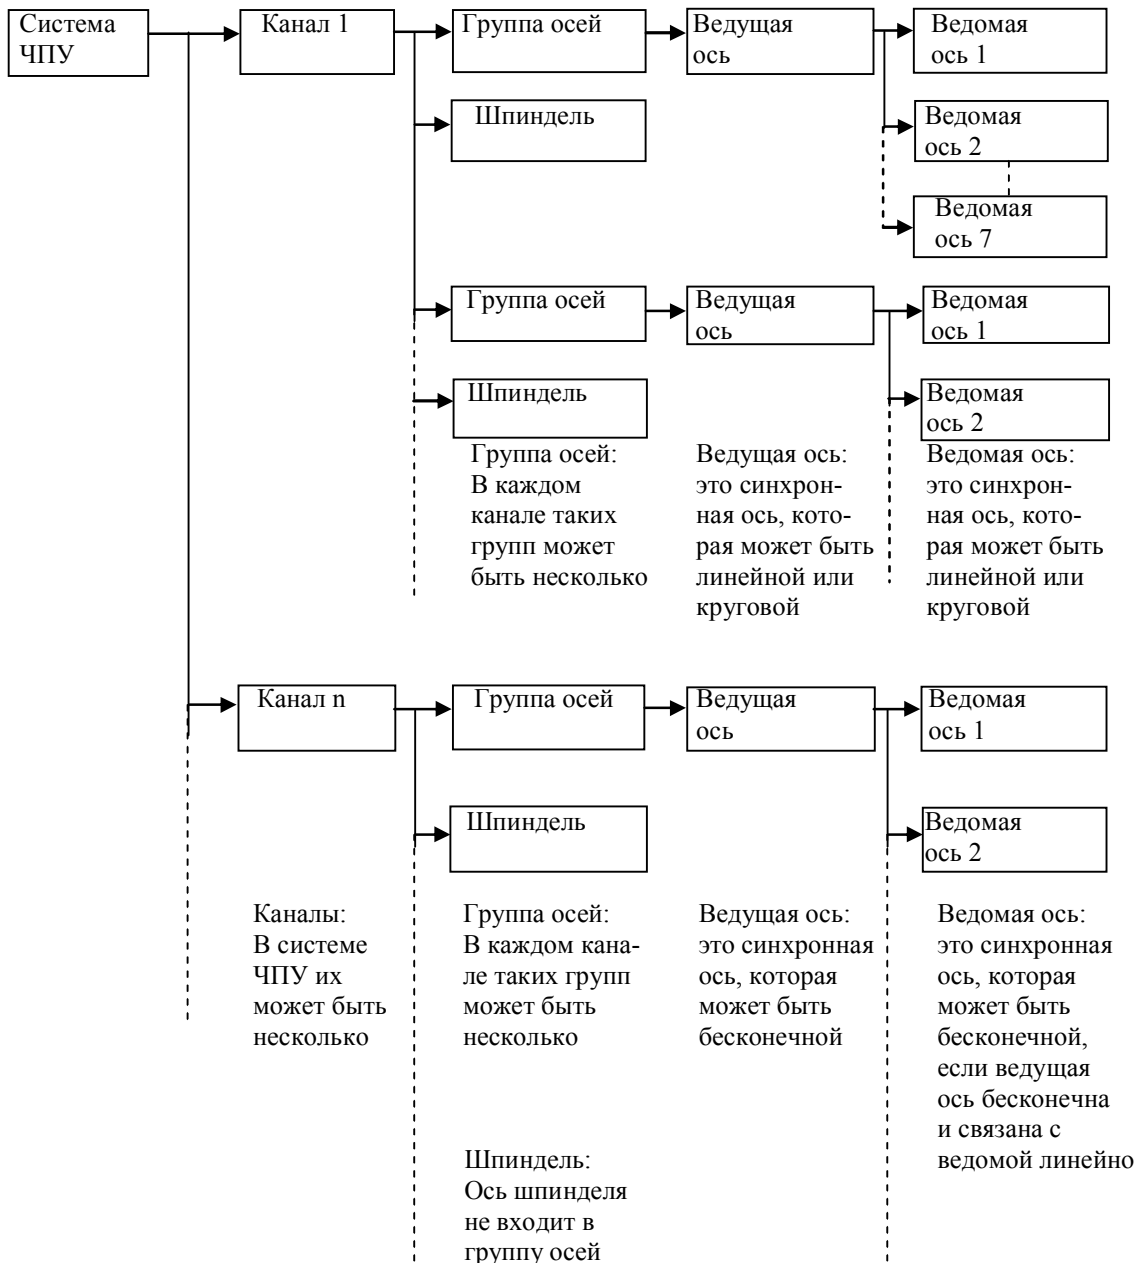 Система
ЧПУ
Канал 1
Группа осей
Ведущая
ось
Ведомая
ось 1
Шпиндель
Ведомая
ось 2
Ведомая
ось 7
Группа осей
Ведущая
ось
Ведомая
ось 1
Шпиндель
Ведомая
ось 2
Группа осей:
В каждом
канале таких
групп может
быть несколько
Ведущая ось:
это синхрон-
ная ось, кото-
рая может быть
линейной или
круговой
Ведомая ось:
это синхрон-
ная ось, кото-
рая может быть
линейной или
круговой
Канал n
Группа осей
Ведущая
ось
Ведомая
ось 1
Шпиндель
Ведомая
ось 2
Каналы:
В системе
ЧПУ их
может быть
несколько
Группа осей:
В каждом кана-
ле таких групп
может быть
несколько
Ведущая ось:
это синхронная
ось, которая
может быть
бесконечной
Ведомая ось:
это синхронная
ось, которая
может быть
бесконечной,
если ведущая
ось бесконечна
и связана с
ведомой линейно
Шпиндель:
Ось шпинделя
не входит в
группу осей